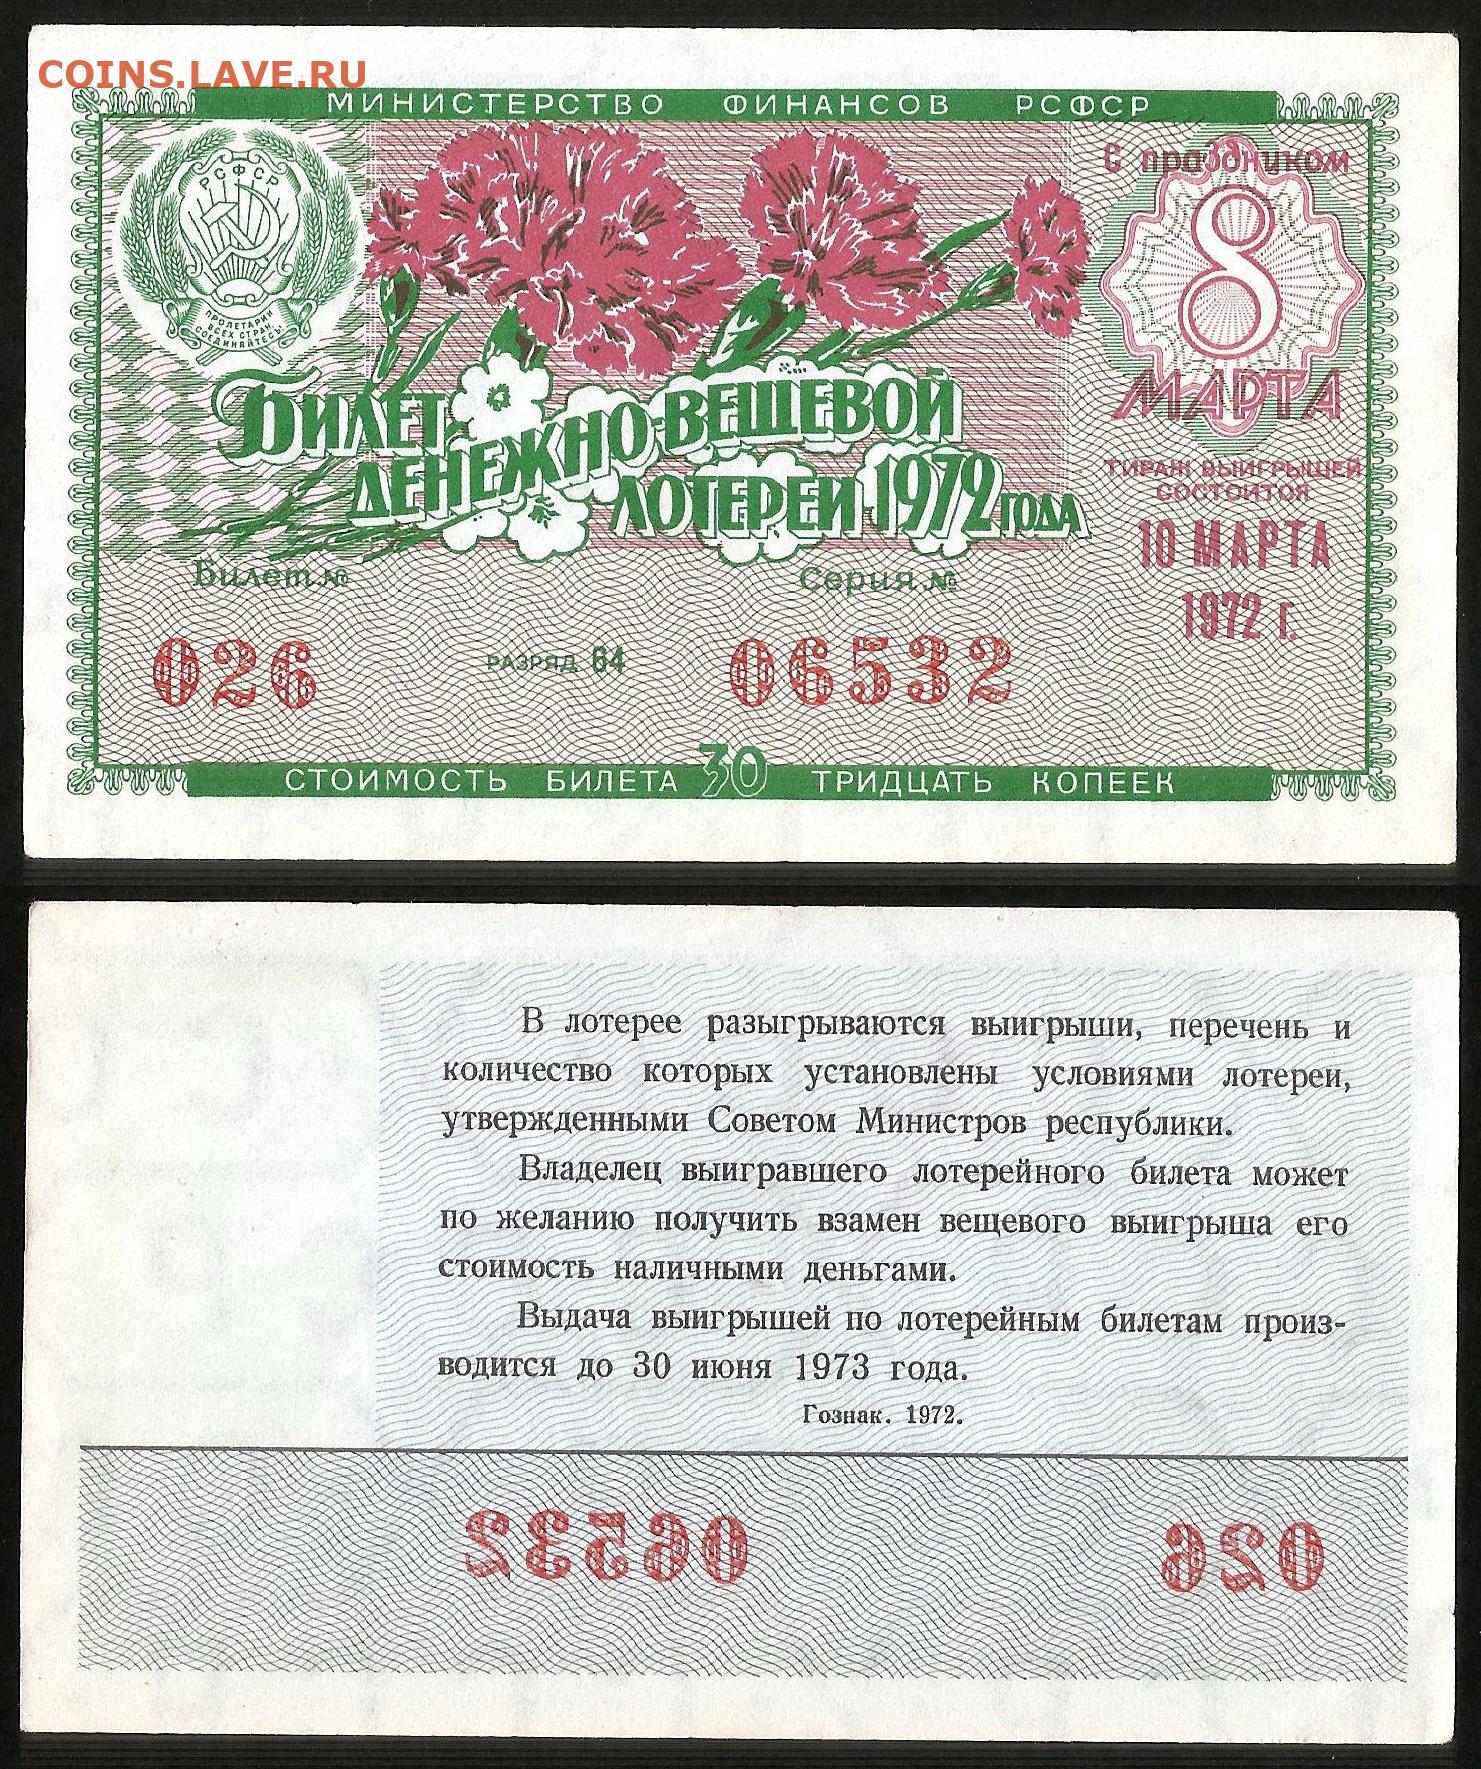 COINS.LAVE.RU
МИНИСТЕРСТВО ФИНАНСОВ РСФСР
РСФСР
ПРОЛЕТАРИИ
ВСЕХ СТРАН,
СОЕДИНЯЙТЕСЬ!
С праздником
8
МАРТА
БИЛЕТ
ДЕНЕЖНО-ВЕЩЕВОЙ
ЛОТЕРЕИ 1972 ГОДА
ТИРАЖ ВЫИГРЫШЕЙ
СОСТОИТСЯ
10 МАРТА
1972 г.
Билет № Серия №
026 РАЗРЯД 64 06532
СТОИМОСТЬ БИЛЕТА 30 ТРИДЦАТЬ КОПЕЕК
В лотерее разыгрываются выигрыши, перечень и
количество которых установлены условиями лотереи,
утвержденными Советом Министров республики.
Владелец выигравшего лотерейного билета может
по желанию получить взамен вещевого выигрыша его
стоимость наличными деньгами.
Выдача выигрышей по лотерейным билетам произ-
водится до 30 июня 1973 года.
Гознак. 1972.
06532 026